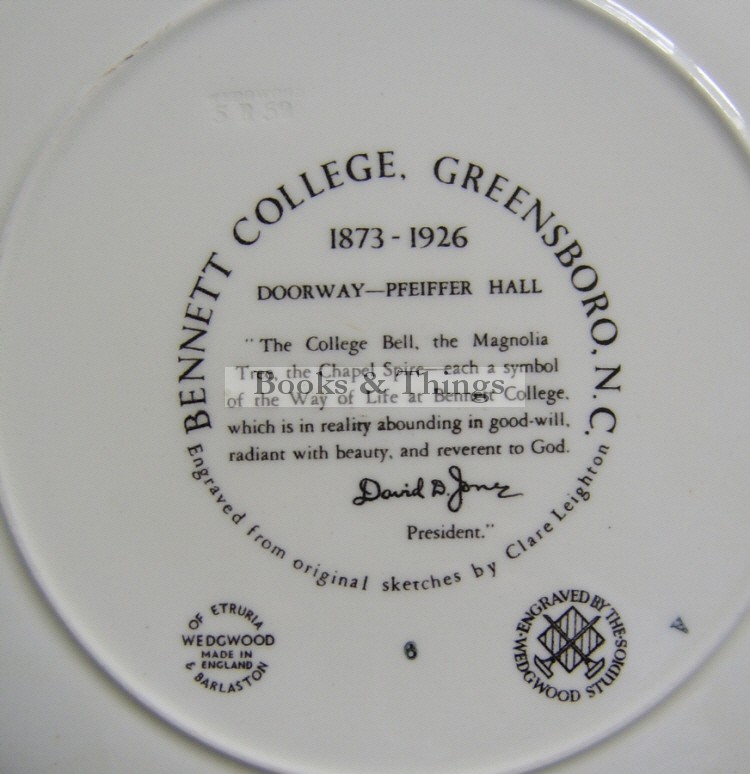 BENNETT COLLEGE, GREENSBORO, N.C.
1873 - 1926
DOORWAY—PFEIFFER HALL
"The College Bell, the Magnolia
Tree, the Chapel Spire—each a symbol
of the Way of Life at Bennett College,
which is in reality abounding in good-will,
radiant with beauty, and reverent to God.
David D. Jones
President."
Engraved from original sketches by Clare Leighton
Books & Things
OF ETRURIA
WEDGWOOD
MADE IN
ENGLAND
& BARLASTON
ENGRAVED BY THE
WEDGWOOD STUDIOS
A